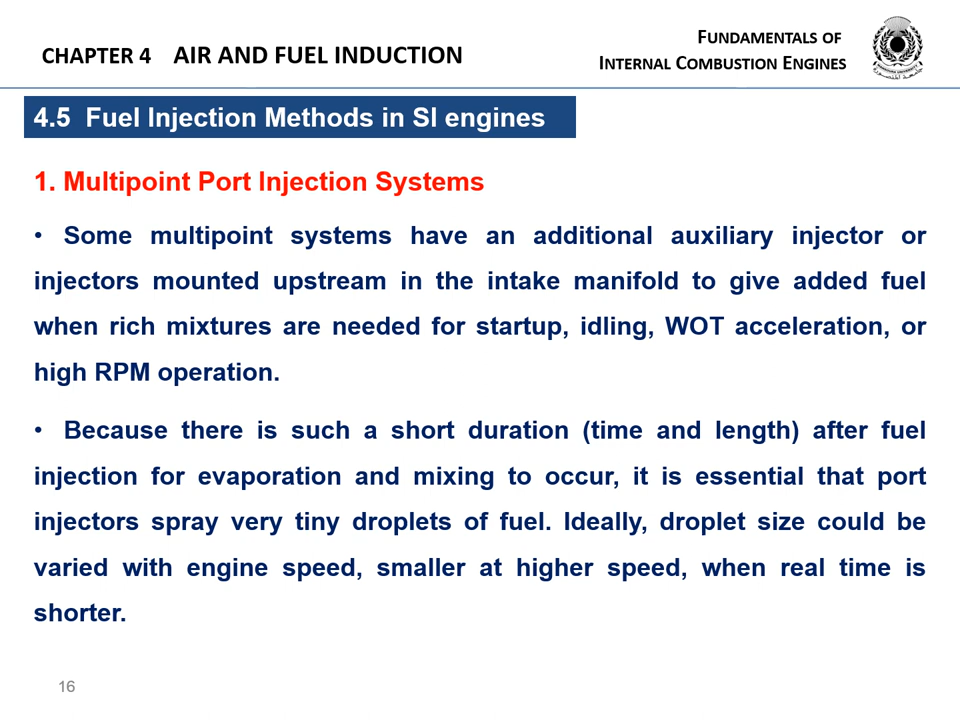 CHAPTER 4 AIR AND FUEL INDUCTION
FUNDAMENTALS OF
INTERNAL COMBUSTION ENGINES
4.5 Fuel Injection Methods in SI engines
1. Multipoint Port Injection Systems
• Some multipoint systems have an additional auxiliary injector or
injectors mounted upstream in the intake manifold to give added fuel
when rich mixtures are needed for startup, idling, WOT acceleration, or
high RPM operation.
• Because there is such a short duration (time and length) after fuel
injection for evaporation and mixing to occur, it is essential that port
injectors spray very tiny droplets of fuel. Ideally, droplet size could be
varied with engine speed, smaller at higher speed, when real time is
shorter.
16